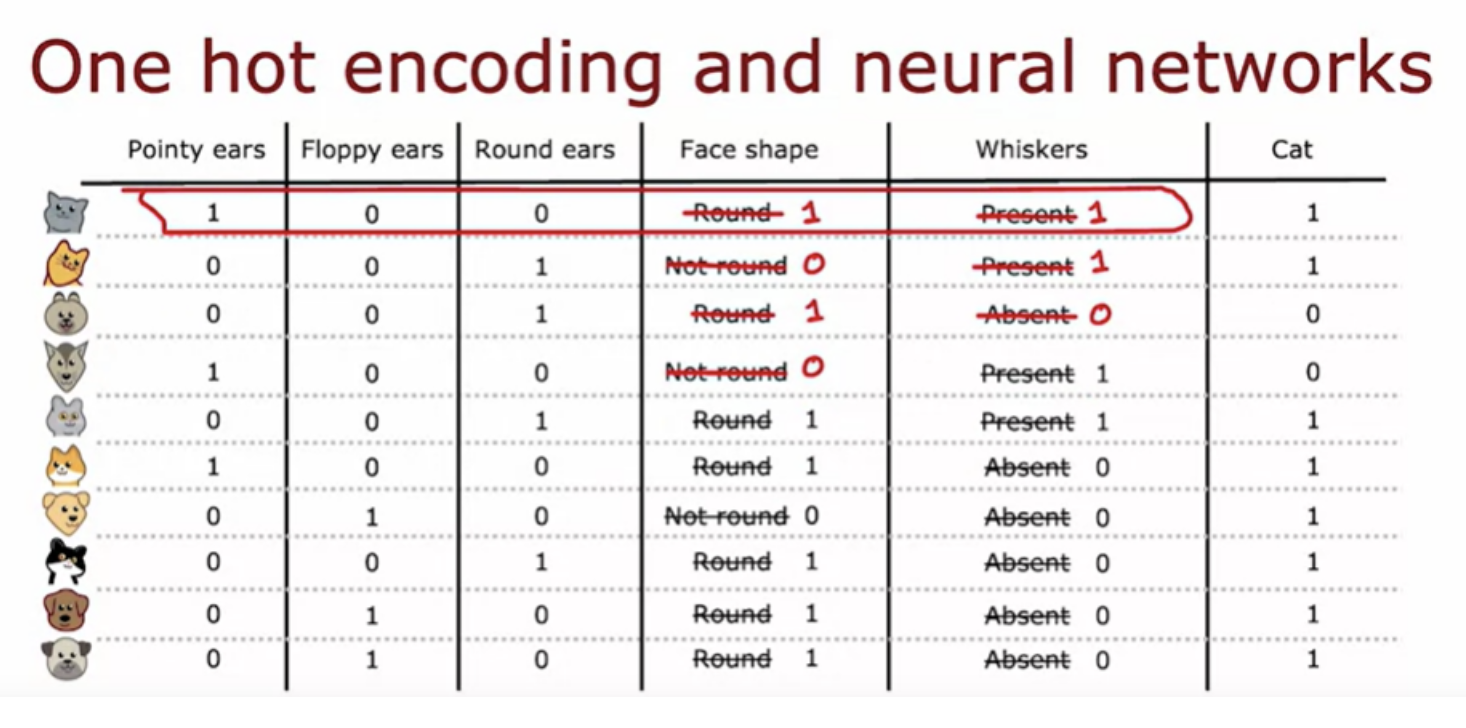 One hot encoding and neural networks
Pointy ears Floppy ears Round ears Face shape Whiskers Cat
1 0 0 Round 1 Present 1 1
0 0 1 Not round 0 Present 1 1
0 0 1 Round 1 Absent 0 0
1 0 0 Not round 0 Present 1 0
0 0 1 Round 1 Present 1 1
1 0 0 Round 1 Absent 0 1
0 1 0 Not round 0 Absent 0 1
0 0 1 Round 1 Absent 0 1
0 1 0 Round 1 Absent 0 1
0 1 0 Round 1 Absent 0 1